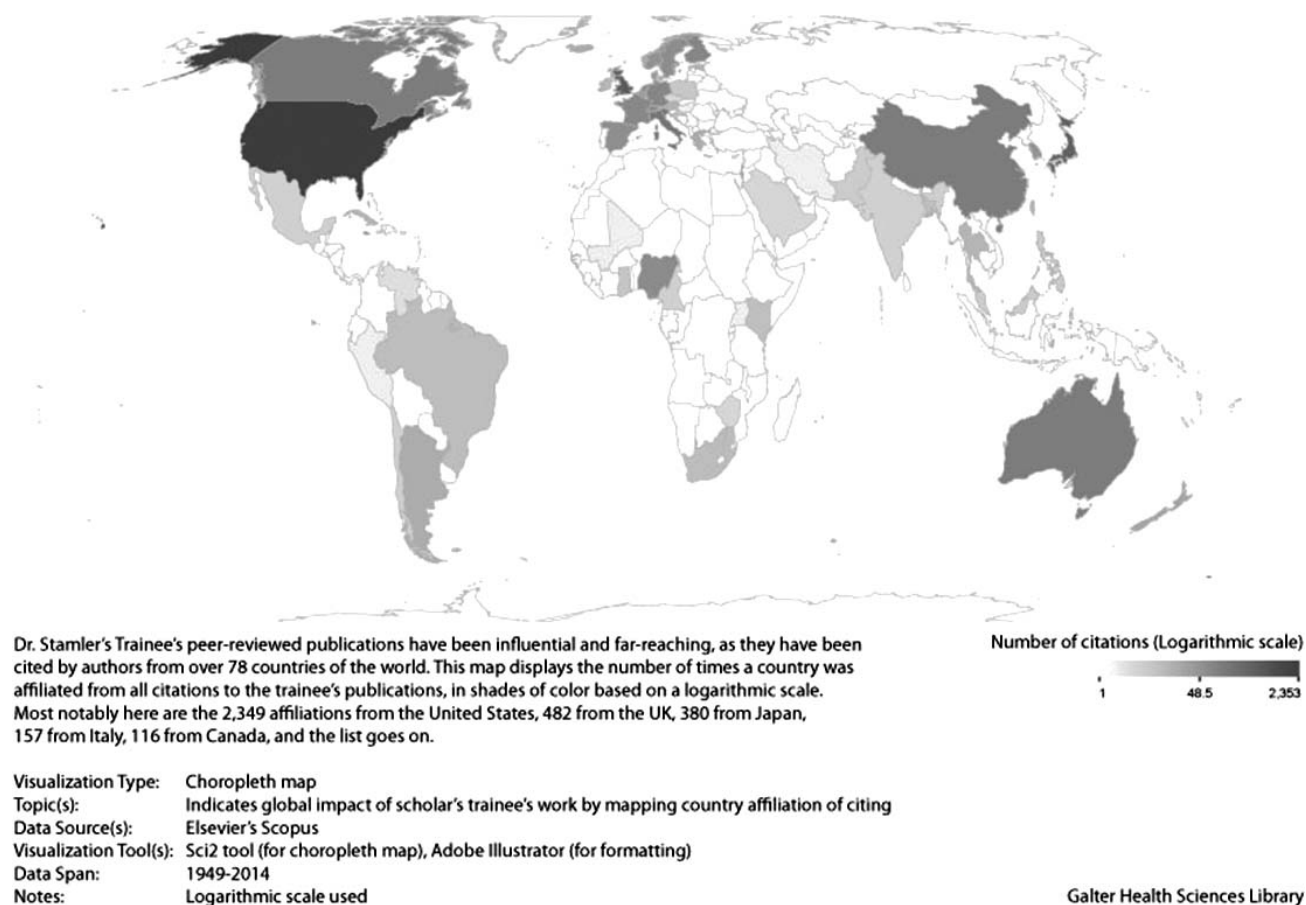 Dr. Stamler's Trainee's peer-reviewed publications have been influential and far-reaching, as they have been
cited by authors from over 78 countries of the world. This map displays the number of times a country was
affiliated from all citations to the trainee's publications, in shades of color based on a logarithmic scale.
Most notably here are the 2,349 affiliations from the United States, 482 from the UK, 380 from Japan,
157 from Italy, 116 from Canada, and the list goes on.
Number of citations (Logarithmic scale)
1 48.5 2,353
Visualization Type: Choropleth map
Topic(s): Indicates global impact of scholar's trainee's work by mapping country affiliation of citing
Data Source(s): Elsevier's Scopus
Visualization Tool(s): Sci2 tool (for choropleth map), Adobe Illustrator (for formatting)
Data Span: 1949-2014
Notes: Logarithmic scale used
Galter Health Sciences Library